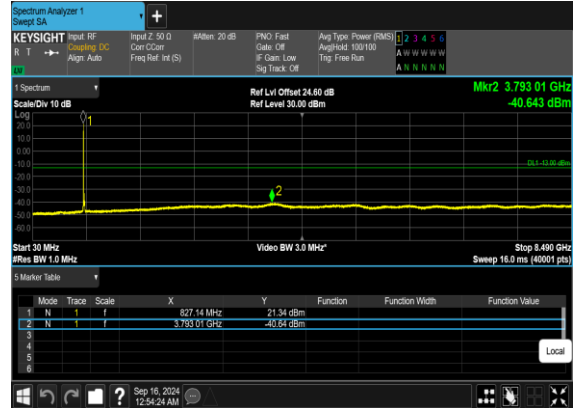 Spectrum Analyzer 1
Swept SA
+
KEYSIGHT Input: RF Input Z: 50 Ω #Atten: 20 dB PNO: Fast Avg Type: Power (RMS) 1 2 3 4 5 6
R T Coupling: DC Corr CCorr Gate: Off Avg|Hold: 100/100 A W W W W W
Align: Auto Freq Ref: Int (S) IF Gain: Low Trig: Free Run
Sig Track: Off A N N N N N
LM
1 Spectrum Ref Lvl Offset 24.60 dB Mkr2 3.793 01 GHz
Scale/Div 10 dB Ref Level 30.00 dBm -40.643 dBm
Log
20.0
10.0
0.00
-10.0
-20.0
-30.0
-40.0
-50.0
-60.0
1
DL1 -13.00 dBm
2
Start 30 MHz Video BW 3.0 MHz* Stop 8.490 GHz
#Res BW 1.0 MHz Sweep 16.0 ms (40001 pts)
5 Marker Table
Mode Trace Scale X Y Function Function Width Function Value
1 N 1 f 827.14 MHz 21.34 dBm
2 N 1 f 3.793 01 GHz -40.64 dBm
3
4
5
6
Local
? Sep 16, 2024
12:54:24 AM